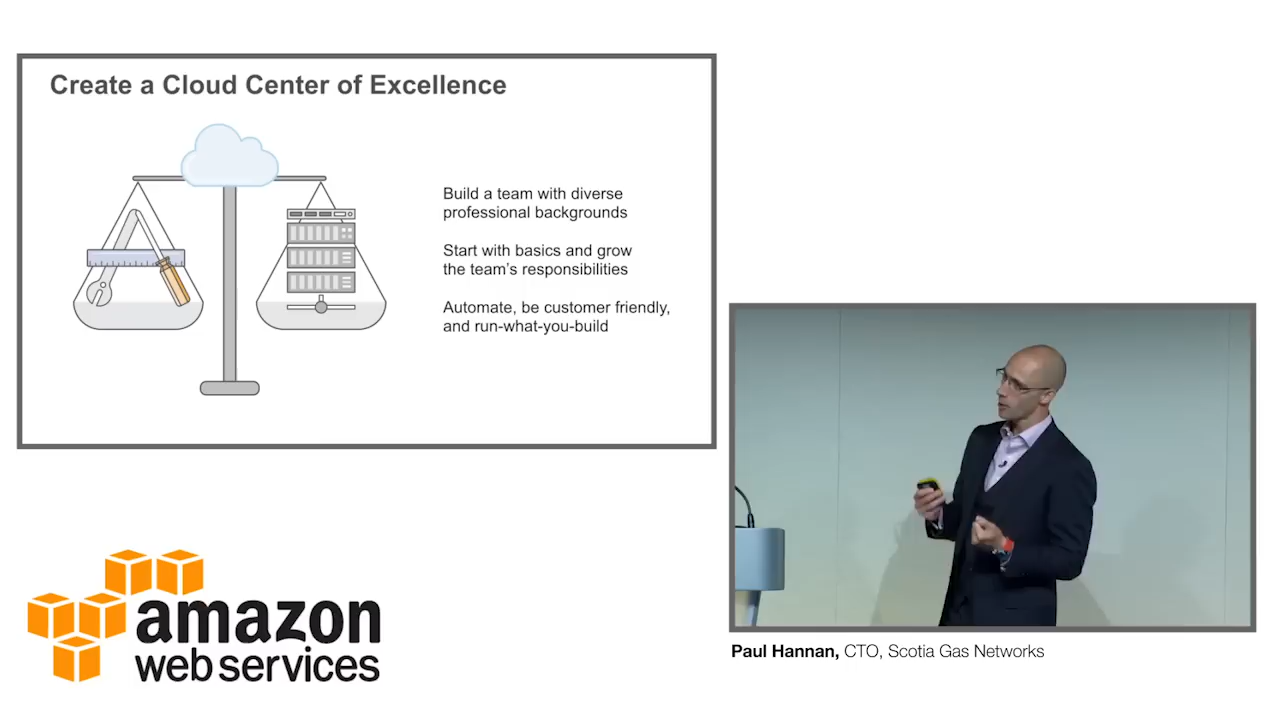 Create a Cloud Center of Excellence
Build a team with diverse
professional backgrounds
Start with basics and grow
the team's responsibilities
Automate, be customer friendly,
and run-what-you-build
amazon
web services
Paul Hannan, CTO, Scotia Gas Networks